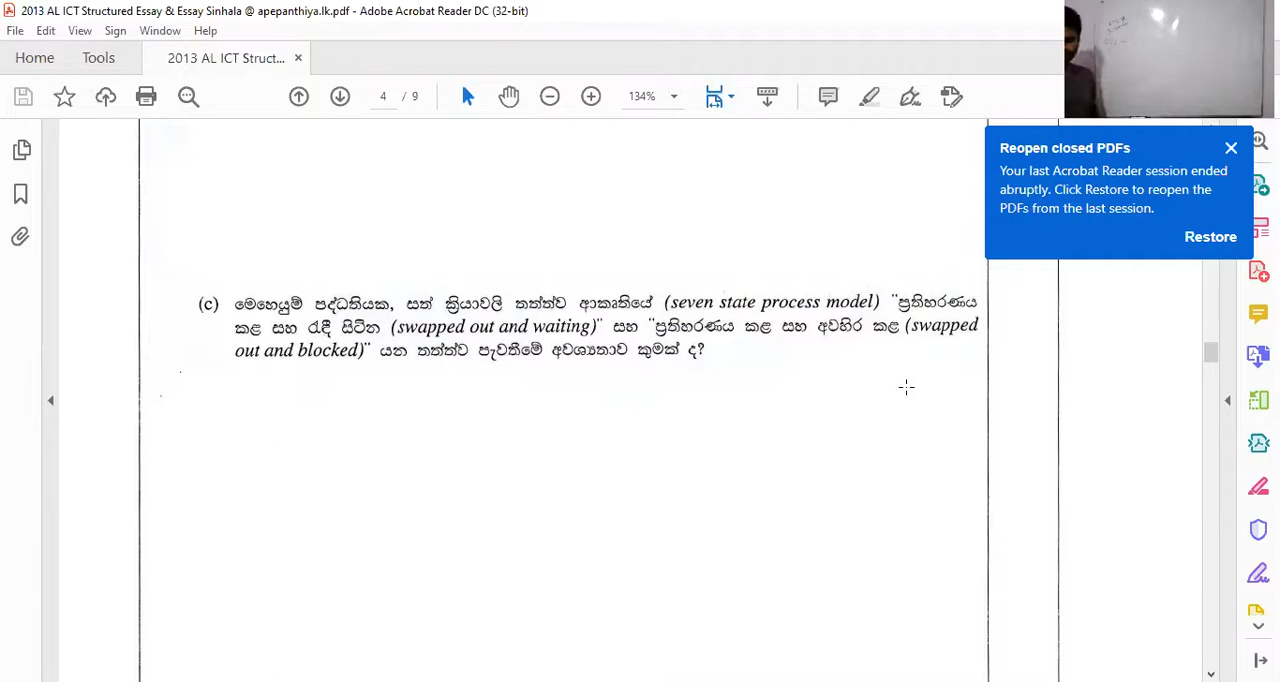 2013 AL ICT Structured Essay & Essay Sinhala @ apepanthiya.lk.pdf - Adobe Acrobat Reader DC (32-bit)
File Edit View Sign Window Help
Home Tools 2013 AL ICT Struct... ×
4 / 9 134%
Reopen closed PDFs
Your last Acrobat Reader session ended
abruptly. Click Restore to reopen the
PDFs from the last session.
Restore
(c) මෙහෙයුම් පද්ධතියක, සත් ක්‍රියාවලි තත්ත්ව ආකෘතියේ (seven state process model) "ප්‍රතිහරණය
කළ සහ රැඳී සිටින (swapped out and waiting)" සහ "ප්‍රතිහරණය කළ සහ අවහිර කළ (swapped
out and blocked)" යන තත්ත්ව පැවතීමේ අවශ්‍යතාව කුමක් ද?